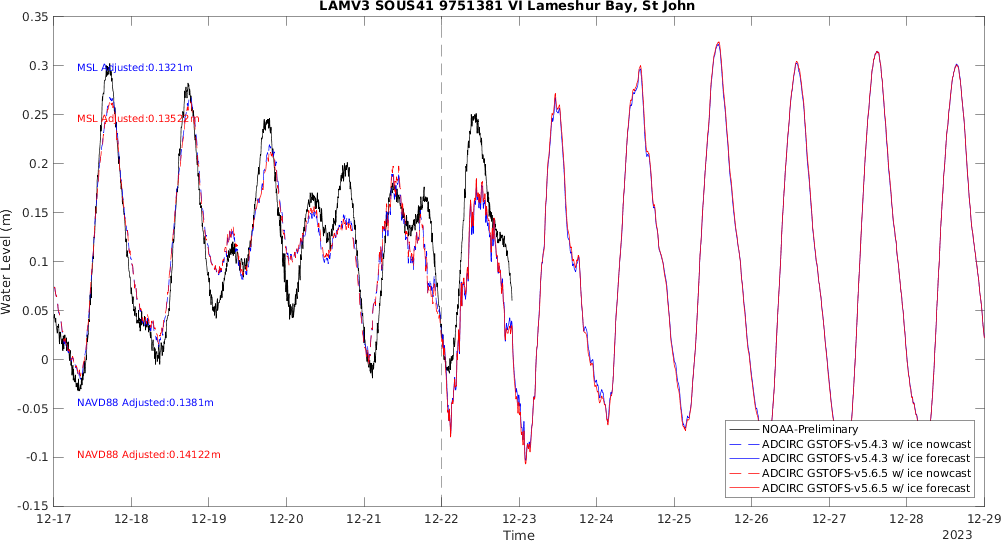 LAMV3 SOUS41 9751381 VI Lameshur Bay, St John
0.35
0.3
0.25
0.2
0.15
0.1
0.05
0
-0.05
-0.1
-0.15
Water Level (m)
MSL Adjusted:0.1321m
MSL Adjusted:0.13522m
NAVD88 Adjusted:0.1381m
NAVD88 Adjusted:0.14122m
NOAA-Preliminary
ADCIRC GSTOFS-v5.4.3 w/ ice nowcast
ADCIRC GSTOFS-v5.4.3 w/ ice forecast
ADCIRC GSTOFS-v5.6.5 w/ ice nowcast
ADCIRC GSTOFS-v5.6.5 w/ ice forecast
12-17 12-18 12-19 12-20 12-21 12-22 12-23 12-24 12-25 12-26 12-27 12-28 12-29
Time
2023